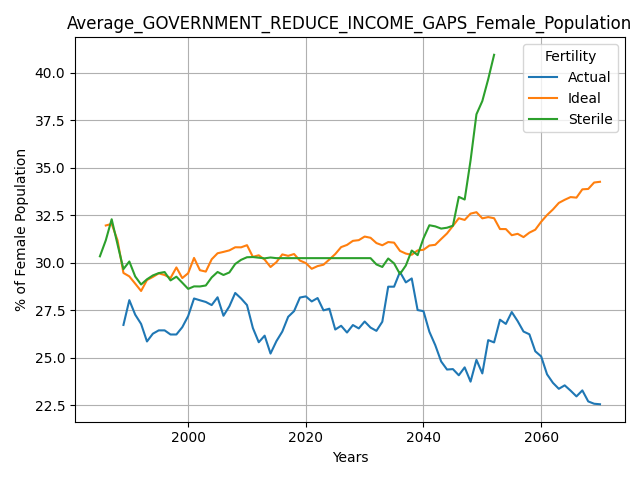 Average_GOVERNMENT_REDUCE_INCOME_GAPS_Female_Population
% of Female Population
40.0
37.5
35.0
32.5
30.0
27.5
25.0
22.5
Fertility
Actual
Ideal
Sterile
2000
2020
2040
2060
Years